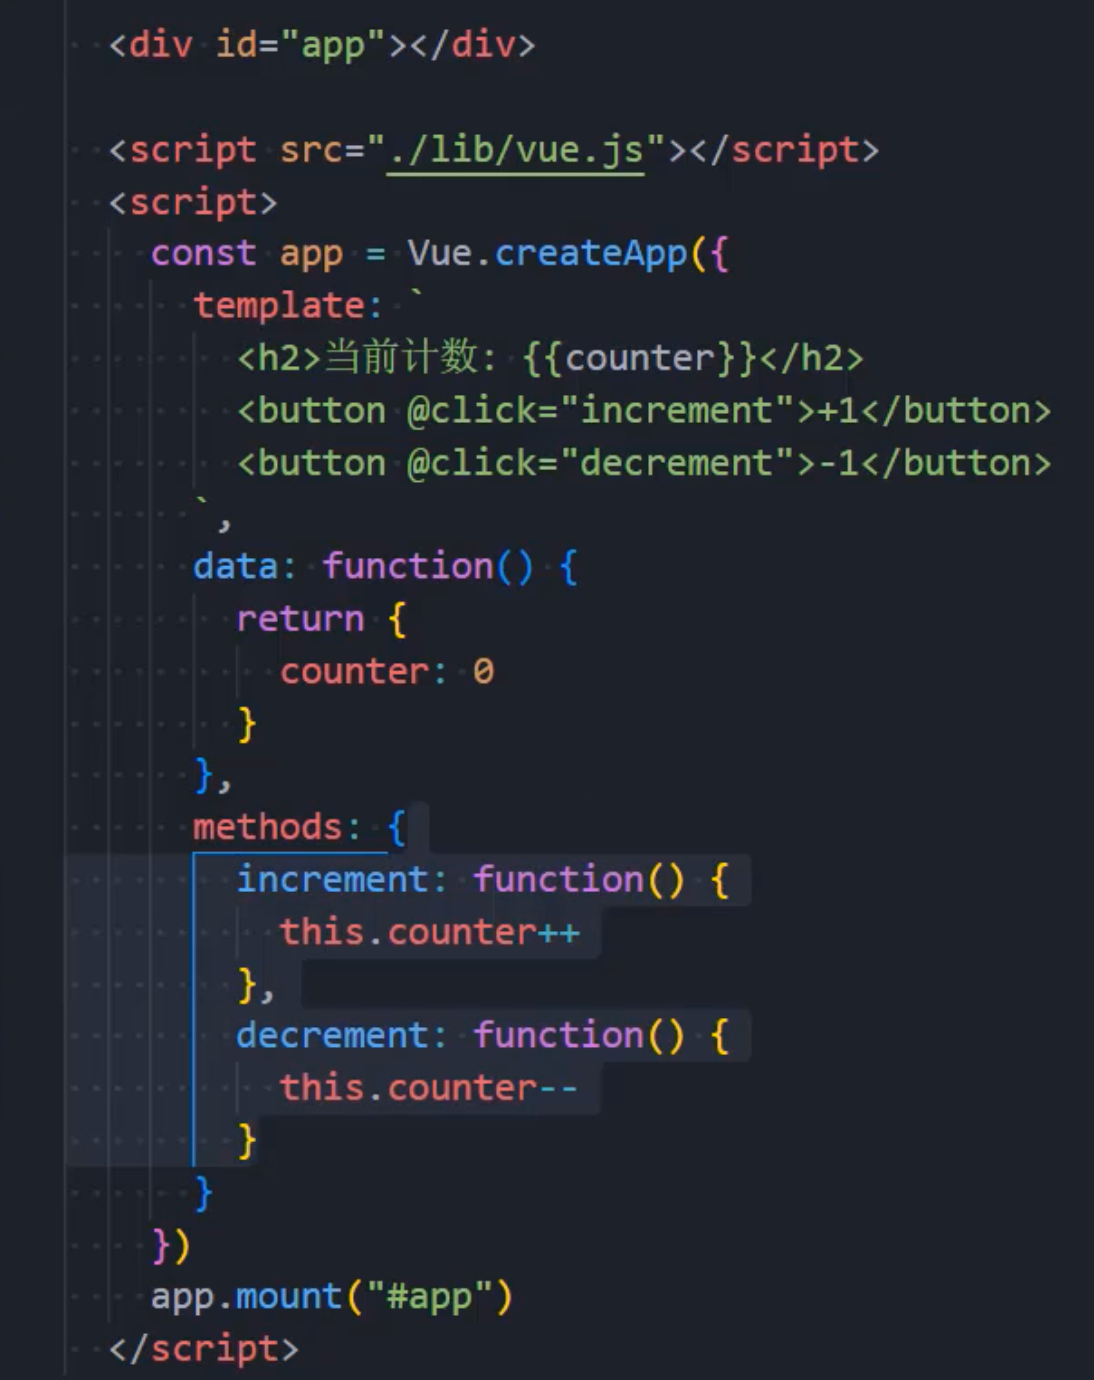 <div id="app"></div>
<script src="./lib/vue.js"></script>
<script>
const app = Vue.createApp({
template: `
<h2>当前计数: {{counter}}</h2>
<button @click="increment">+1</button>
<button @click="decrement">-1</button>
`,
data: function() {
return {
counter: 0
}
},
methods: {
increment: function() {
this.counter++
},
decrement: function() {
this.counter--
}
}
})
app.mount("#app")
</script>